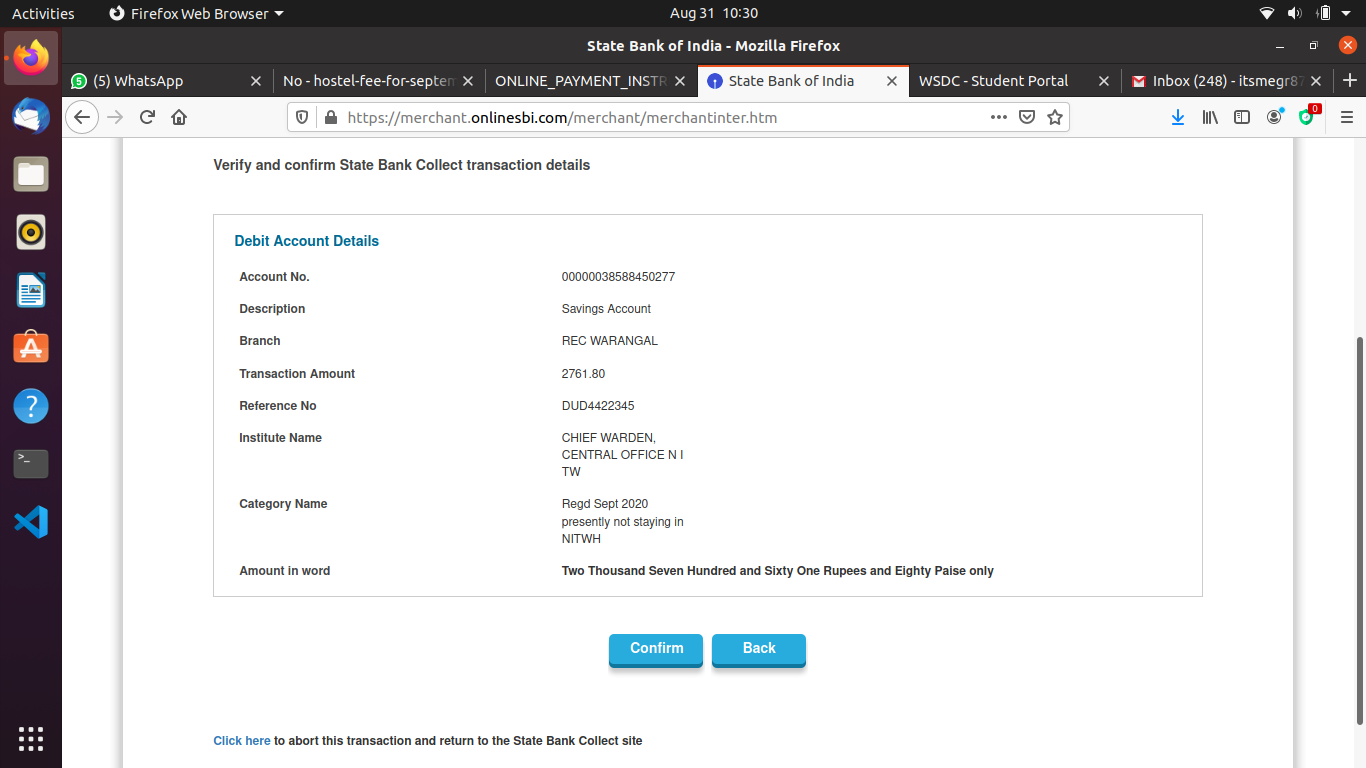 Activities
Firefox Web Browser
Aug 31 10:30
State Bank of India - Mozilla Firefox
(5) WhatsApp
No - hostel-fee-for-septem
ONLINE_PAYMENT_INSTR
State Bank of India
WSDC - Student Portal
Inbox (248) - itsmegr87
https://merchant.onlinesbi.com/merchant/merchantinter.htm
0
Verify and confirm State Bank Collect transaction details
Debit Account Details
Account No. 00000038588450277
Description Savings Account
Branch REC WARANGAL
Transaction Amount 2761.80
Reference No DUD4422345
Institute Name CHIEF WARDEN,
CENTRAL OFFICE N I
TW
Category Name Regd Sept 2020
presently not staying in
NITWH
Amount in word Two Thousand Seven Hundred and Sixty One Rupees and Eighty Paise only
Confirm Back
Click here to abort this transaction and return to the State Bank Collect site